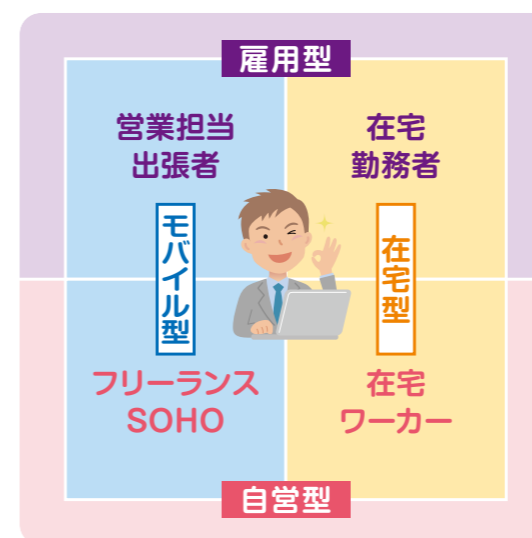 雇用型
営業担当
出張者
在宅
勤務者
モバイル型
在宅型
フリーランス
SOHO
在宅
ワーカー
自営型